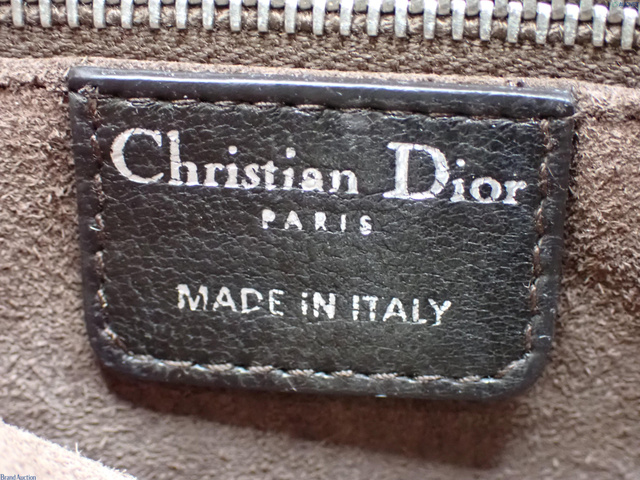 Christian Dior
PARIS
MADE IN ITALY
Brand Auction